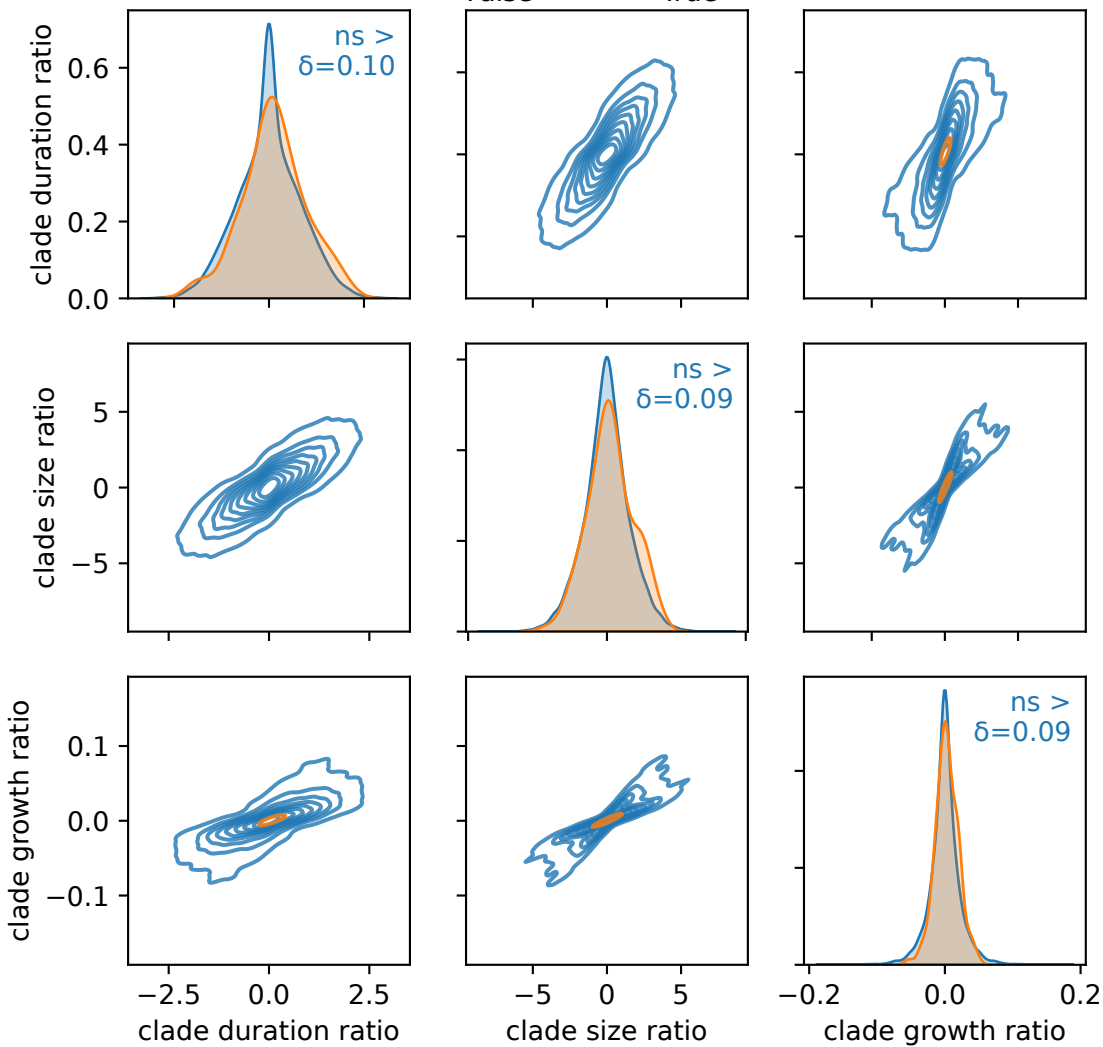 clade duration ratio
0.6
0.4
0.2
0.0
ns >
δ=0.10
clade size ratio
5
0
−5
ns >
δ=0.09
clade growth ratio
0.1
0.0
−0.1
ns >
δ=0.09
−2.5 0.0 2.5
−5 0 5
−0.2 0.0 0.2
clade duration ratio
clade size ratio
clade growth ratio